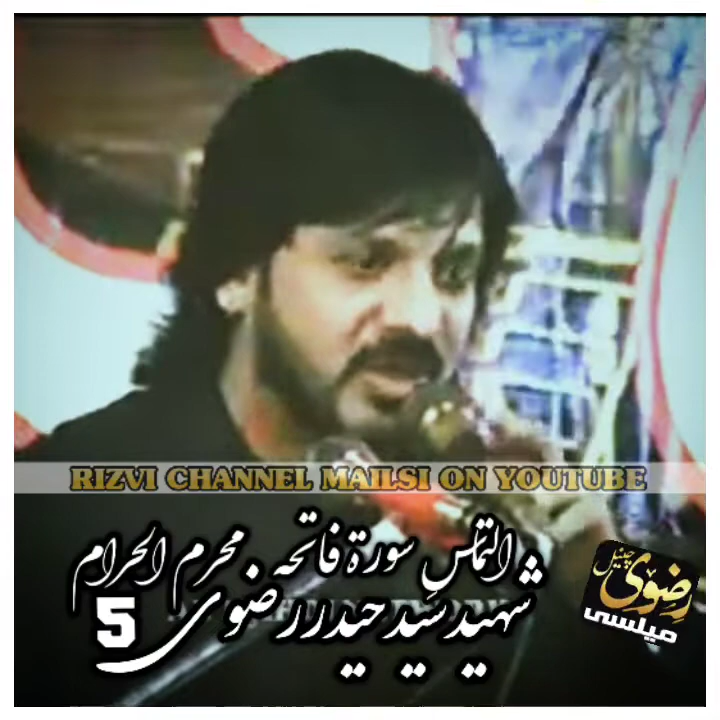 RIZVI CHANNEL MAILSI ON YOUTUBE
التماسِ سورۃ فاتحہ
5 محرم الحرام
شہید سید حیدر رضوی
رضوی چینل
میلسی